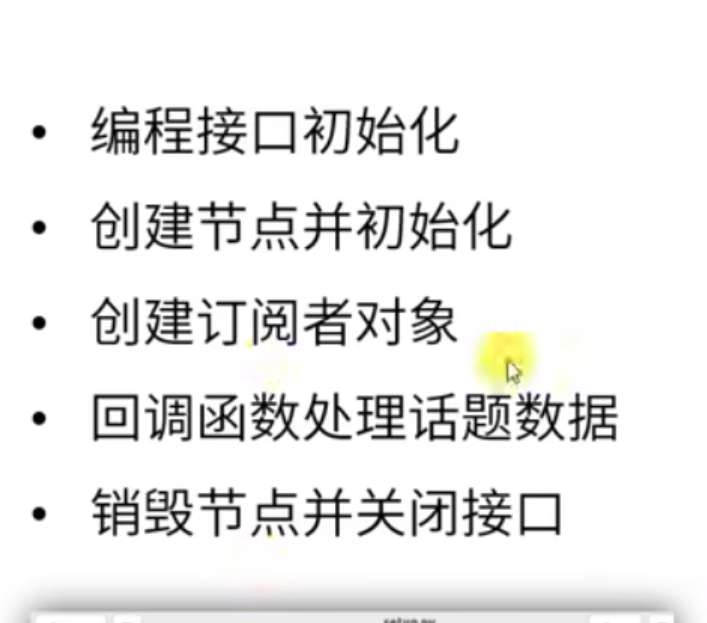 • 编程接口初始化
• 创建节点并初始化
• 创建订阅者对象
• 回调函数处理话题数据
• 销毁节点并关闭接口
setup.py